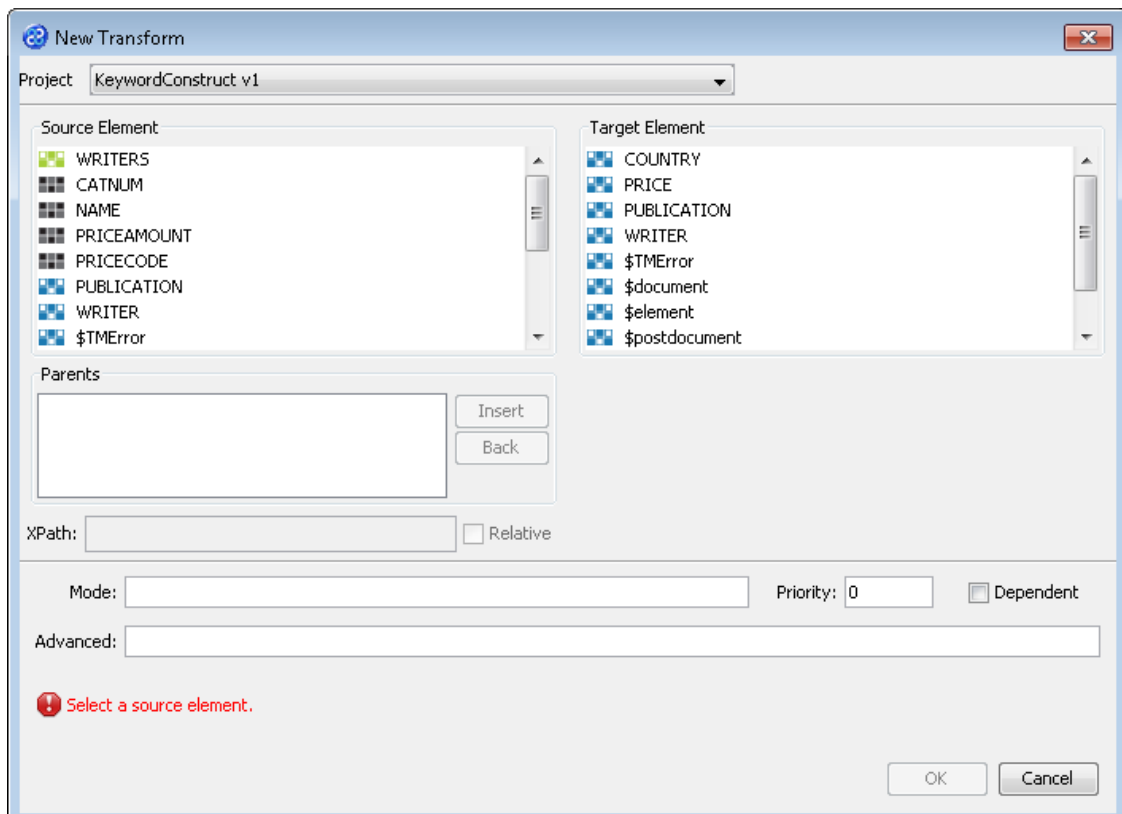 New Transform
Project KeywordConstruct v1
Source Element
WRITERS
CATNUM
NAME
PRICEAMOUNT
PRICECODE
PUBLICATION
WRITER
$TMError
Target Element
COUNTRY
PRICE
PUBLICATION
WRITER
$TMError
$document
$element
$postdocument
Parents
Insert
Back
XPath: Relative
Mode: Priority: 0 Dependent
Advanced:
Select a source element.
OK Cancel